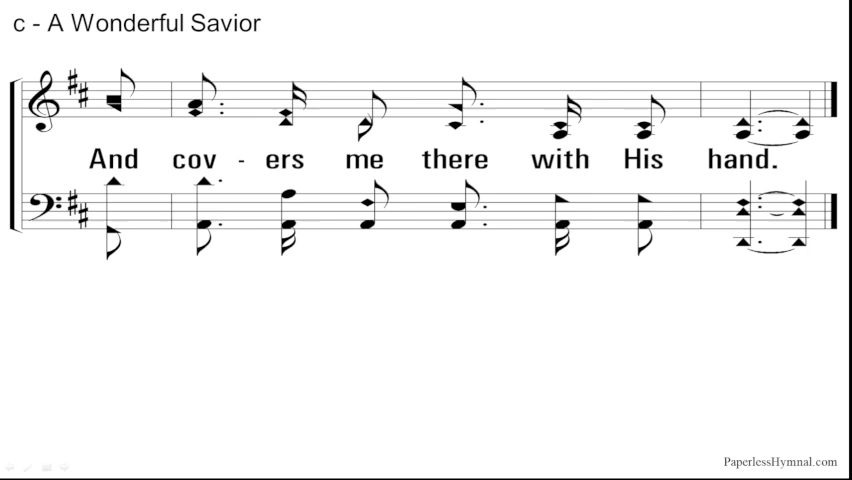 c - A Wonderful Savior
And cov - ers me there with His hand.
PaperlessHymnal.com